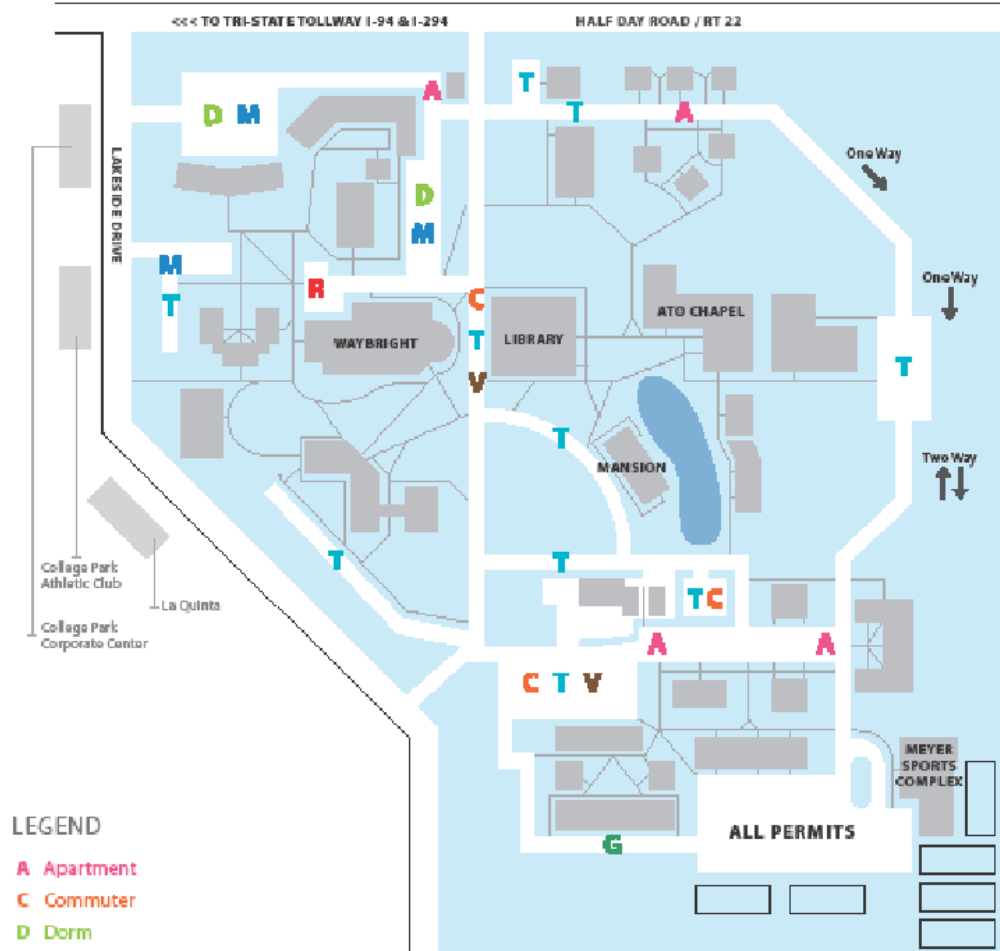 <<< TO TRI-STATE TOLLWAY I-94 & I-294
HALF DAY ROAD / RT 22
A
T
D M
T
A
One Way
LAKESIDE DRIVE
D
M
M
T
R
C
One Way
WAYBRIGHT
T
LIBRARY
ATO CHAPEL
T
V
T
MANSION
Two Way
T
T
College Park
Athletic Club
La Quinta
T C
College Park
Corporate Center
A
A
C T V
MEYER
SPORTS
COMPLEX
ALL PERMITS
G
LEGEND
A Apartment
C Commuter
D Dorm